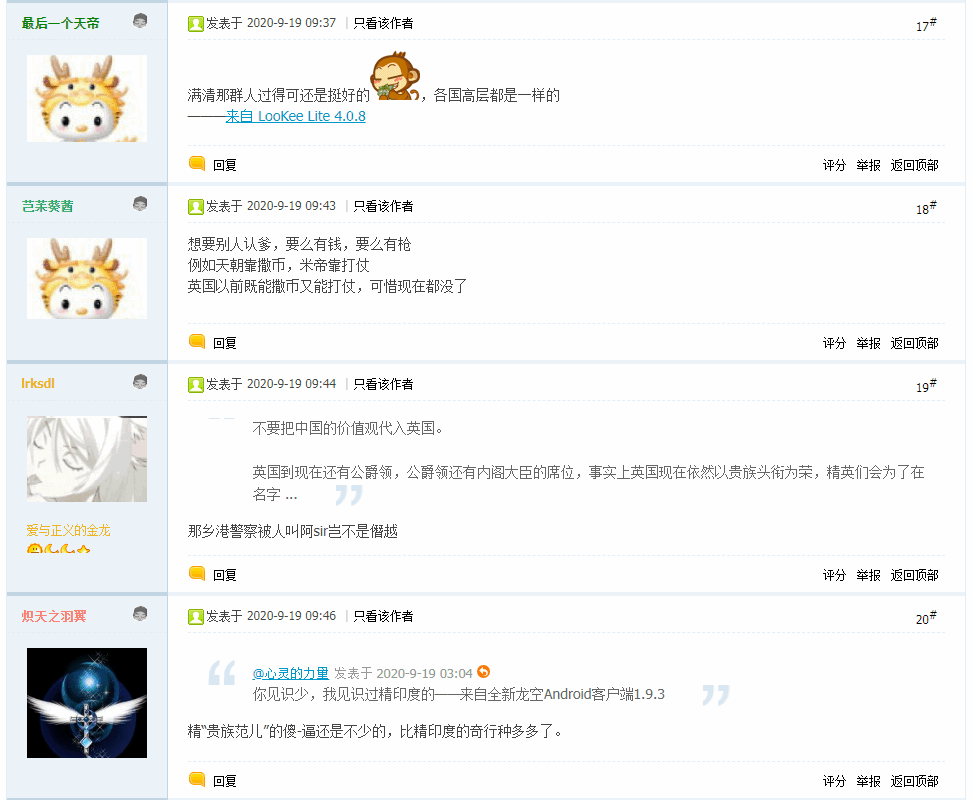 最后一个天帝
发表于 2020-9-19 09:37 |只看该作者
17#
满清那群人过得可还是挺好的，各国高层都是一样的
———来自 LooKee Lite 4.0.8
回复
评分 举报 返回顶部
芑茉葵茜
发表于 2020-9-19 09:43 |只看该作者
18#
想要别人认爹，要么有钱，要么有枪
例如天朝靠撒币，米帝靠打仗
英国以前既能撒币又能打仗，可惜现在都没了
回复
评分 举报 返回顶部
lrksdl
发表于 2020-9-19 09:44 |只看该作者
19#
不要把中国的价值观代入英国。
英国到现在还有公爵领，公爵领还有内阁大臣的席位，事实上英国现在依然以贵族头衔为荣，精英们会为了在
名字 ...
爱与正义的金龙
那乡港警察被人叫阿sir岂不是僭越
回复
评分 举报 返回顶部
炽天之羽翼
发表于 2020-9-19 09:46 |只看该作者
20#
@心灵的力量 发表于 2020-9-19 03:04
你见识少，我见识过精印度的——来自全新龙空Android客户端1.9.3
精“贵族范儿”的傻-逼还是不少的，比精印度的奇行种多多了。
回复
评分 举报 返回顶部